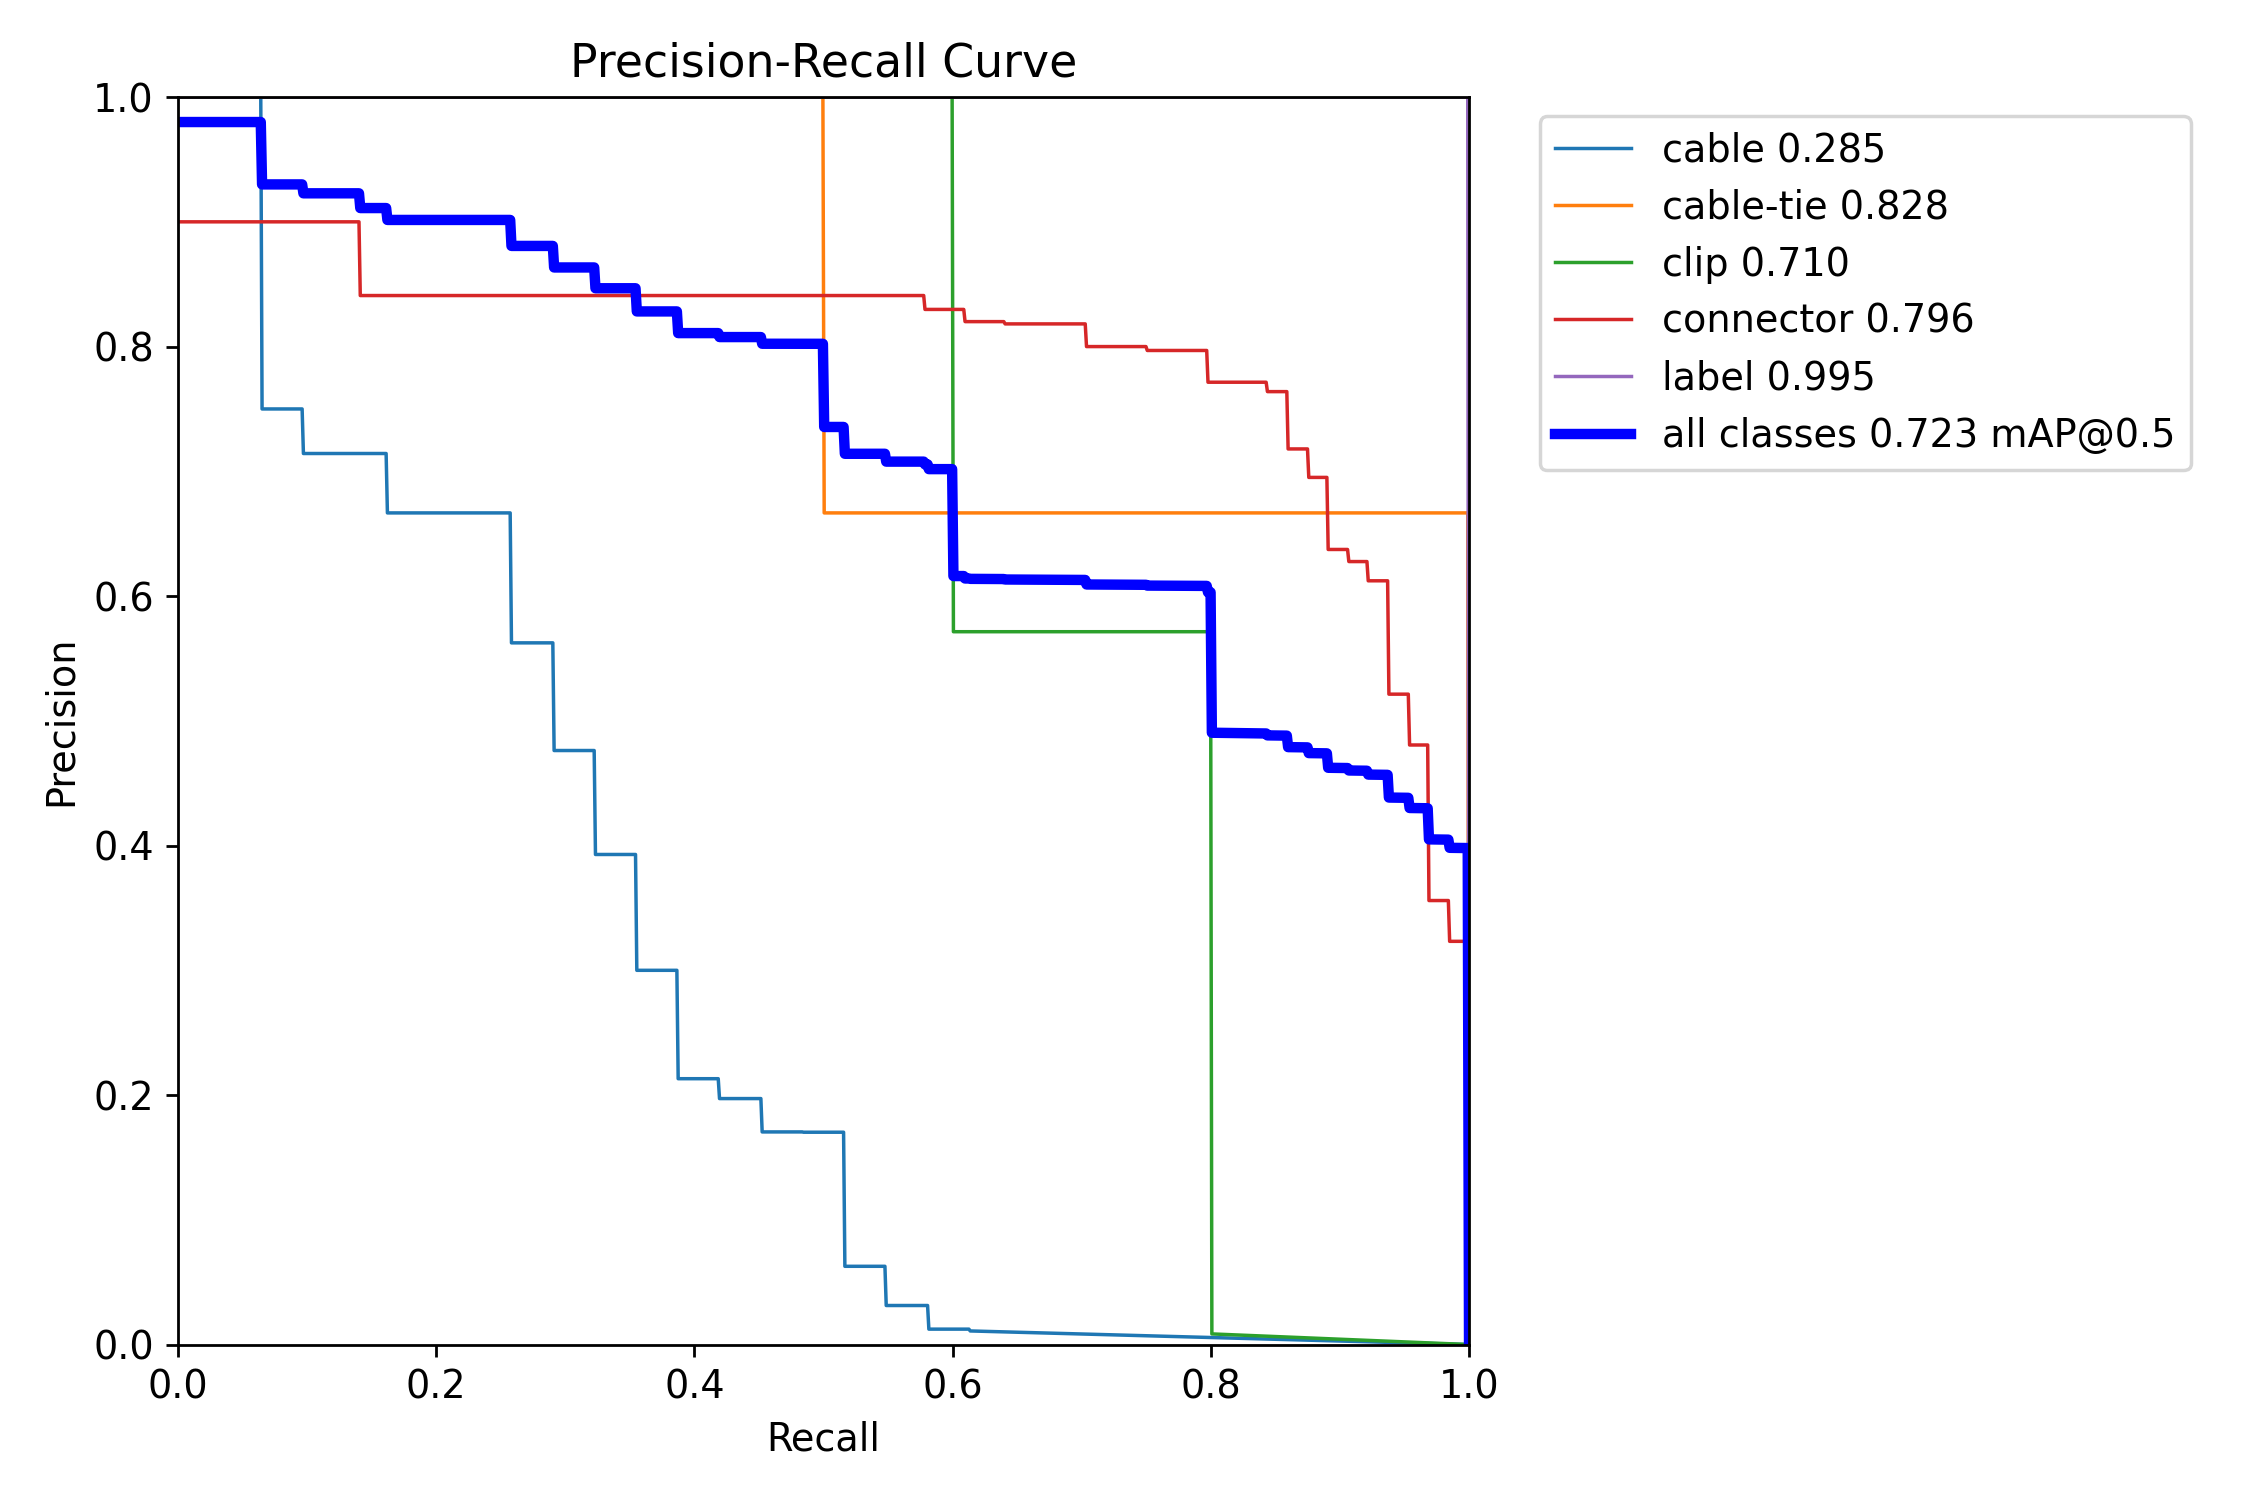 Precision-Recall Curve
1.0
0.8
0.6
0.4
0.2
0.0
Precision
0.0 0.2 0.4 0.6 0.8 1.0
Recall
cable 0.285
cable-tie 0.828
clip 0.710
connector 0.796
label 0.995
all classes 0.723 mAP@0.5